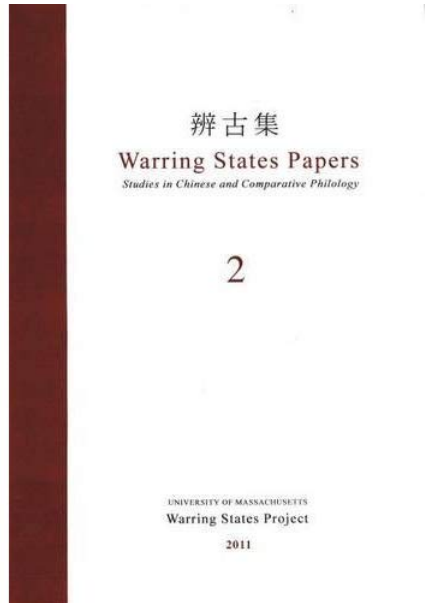 辨古集
Warring States Papers
Studies in Chinese and Comparative Philology
2
UNIVERSITY OF MASSACHUSETTS
Warring States Project
2011